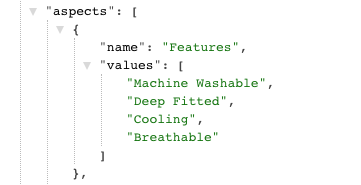 "aspects": [
{
"name": "Features",
"values": [
"Machine Washable",
"Deep Fitted",
"Cooling",
"Breathable"
]
},